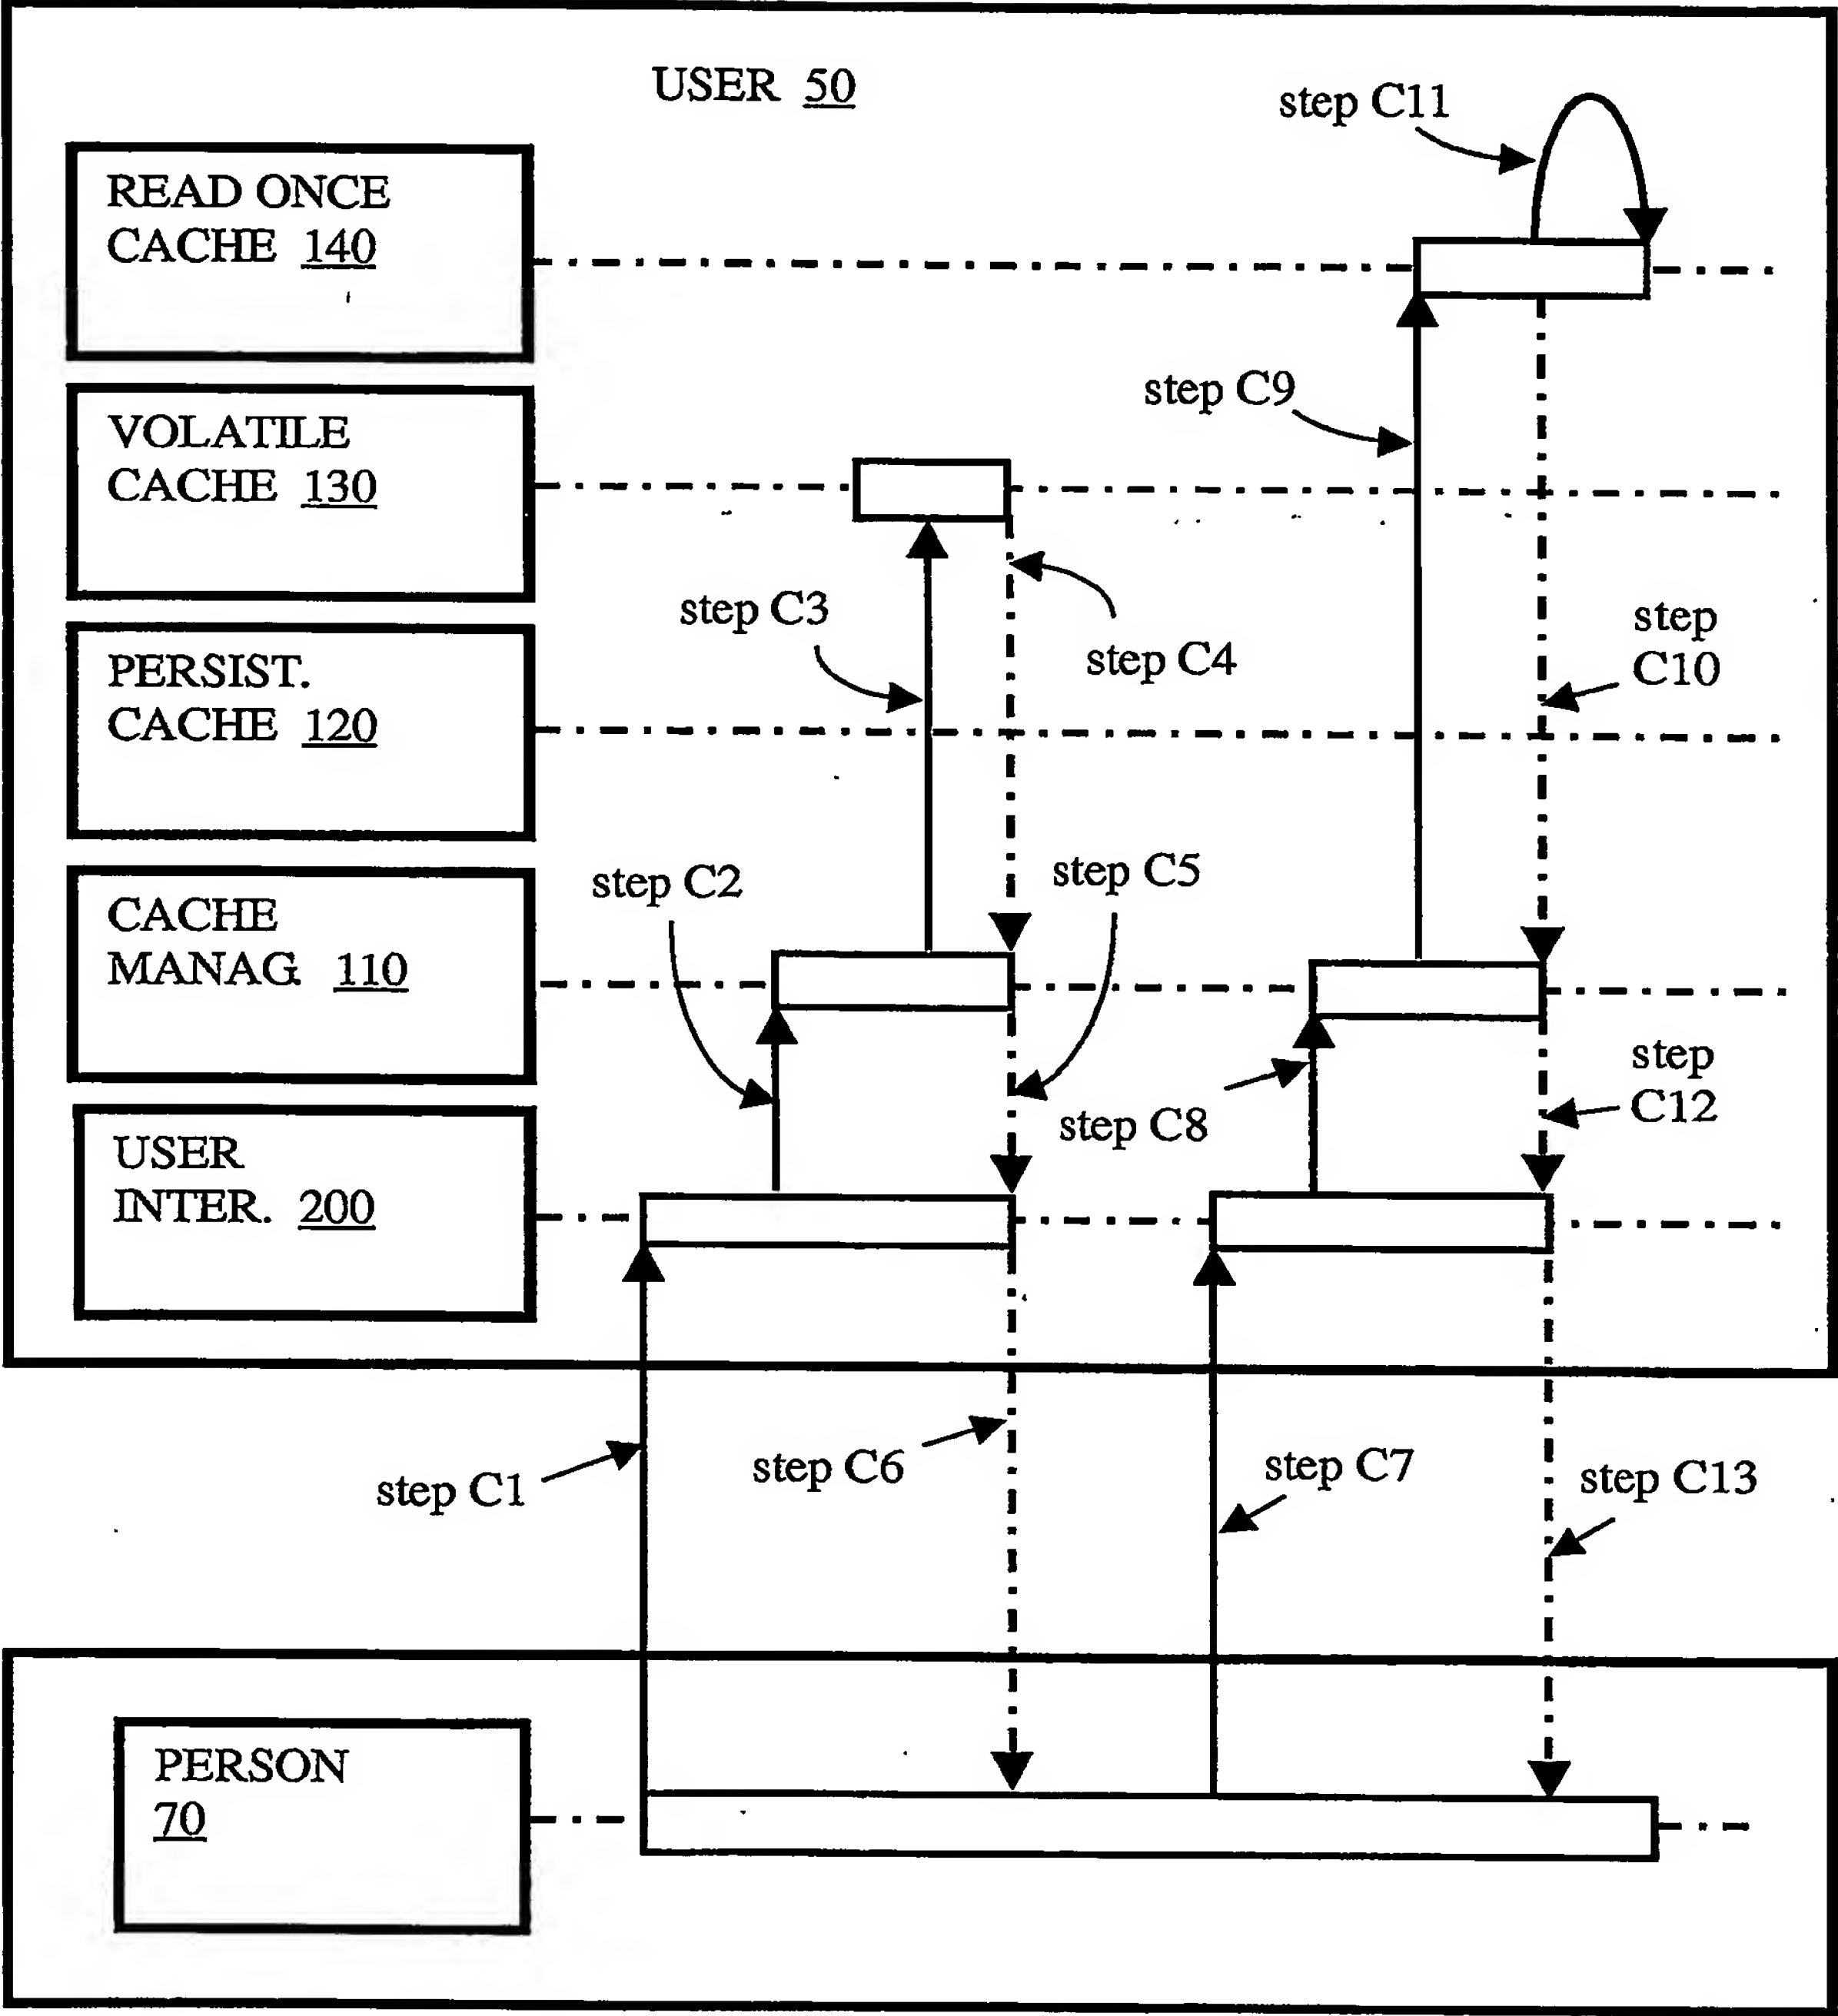 USER 50
step C11
READ ONCE
CACHE 140
step C9
VOLATILE
CACHE 130
step C3
step C4
step
C10
PERSIST.
CACHE 120
step C2
step C5
CACHE
MANAG. 110
step C8
step
C12
USER
INTER. 200
step C1
step C6
step C7
step C13
PERSON
70